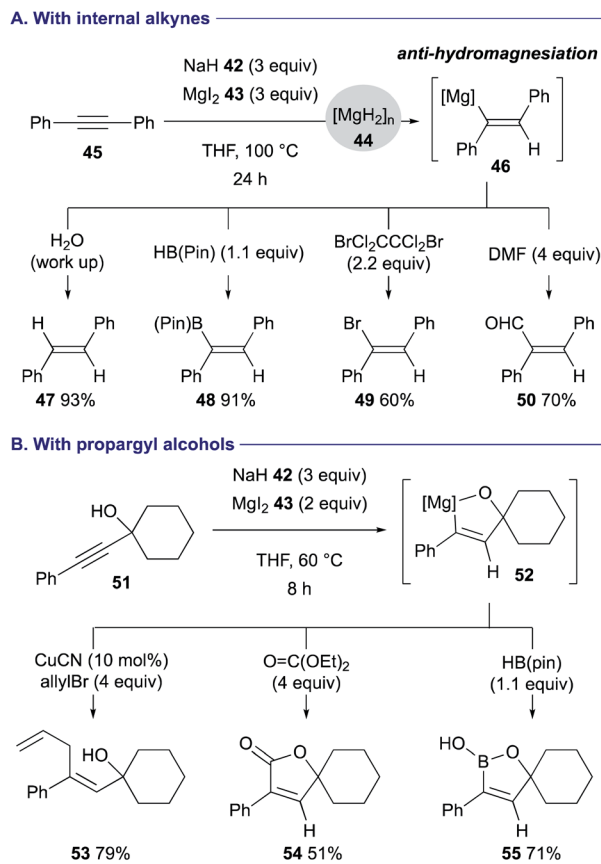 A. With internal alkynes
anti-hydromagnesiation
NaH 42 (3 equiv)
MgI2 43 (3 equiv)
[MgH2]n
44
[Mg]
Ph
Ph
Ph
Ph
H
45
46
THF, 100 °C
24 h
H2O
(work up)
HB(Pin) (1.1 equiv)
BrCl2CCCl2Br
(2.2 equiv)
DMF (4 equiv)
H
Ph
Ph
H
(Pin)B
Ph
Ph
H
Br
Ph
Ph
H
OHC
Ph
Ph
H
47 93%
48 91%
49 60%
50 70%
B. With propargyl alcohols
NaH 42 (3 equiv)
MgI2 43 (2 equiv)
HO
Ph
51
THF, 60 °C
8 h
[Mg]
O
Ph
H
52
CuCN (10 mol%)
allylBr (4 equiv)
O=C(OEt)2
(4 equiv)
HB(pin)
(1.1 equiv)
HO
Ph
O
O
Ph
H
HO
B
O
Ph
H
53 79%
54 51%
55 71%